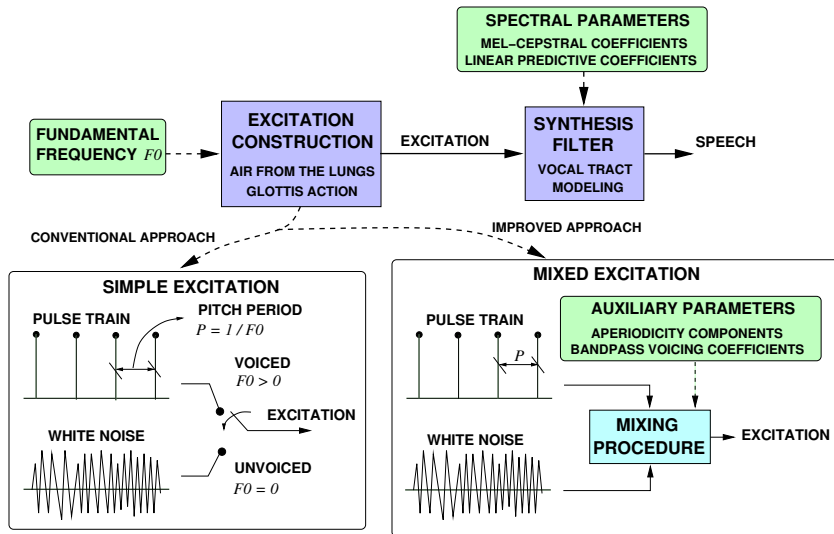 SPECTRAL PARAMETERS
MEL-CEPSTRAL COEFFICIENTS
LINEAR PREDICTIVE COEFFICIENTS
FUNDAMENTAL
FREQUENCY F0
EXCITATION
CONSTRUCTION
AIR FROM THE LUNGS
GLOTTIS ACTION
EXCITATION
SYNTHESIS
FILTER
VOCAL TRACT
MODELING
SPEECH
CONVENTIONAL APPROACH
IMPROVED APPROACH
SIMPLE EXCITATION
PULSE TRAIN
PITCH PERIOD
P = 1 / F0
VOICED
F0 > 0
EXCITATION
WHITE NOISE
UNVOICED
F0 = 0
MIXED EXCITATION
PULSE TRAIN
P
AUXILIARY PARAMETERS
APERIODICITY COMPONENTS
BANDPASS VOICING COEFFICIENTS
MIXING
PROCEDURE
EXCITATION
WHITE NOISE